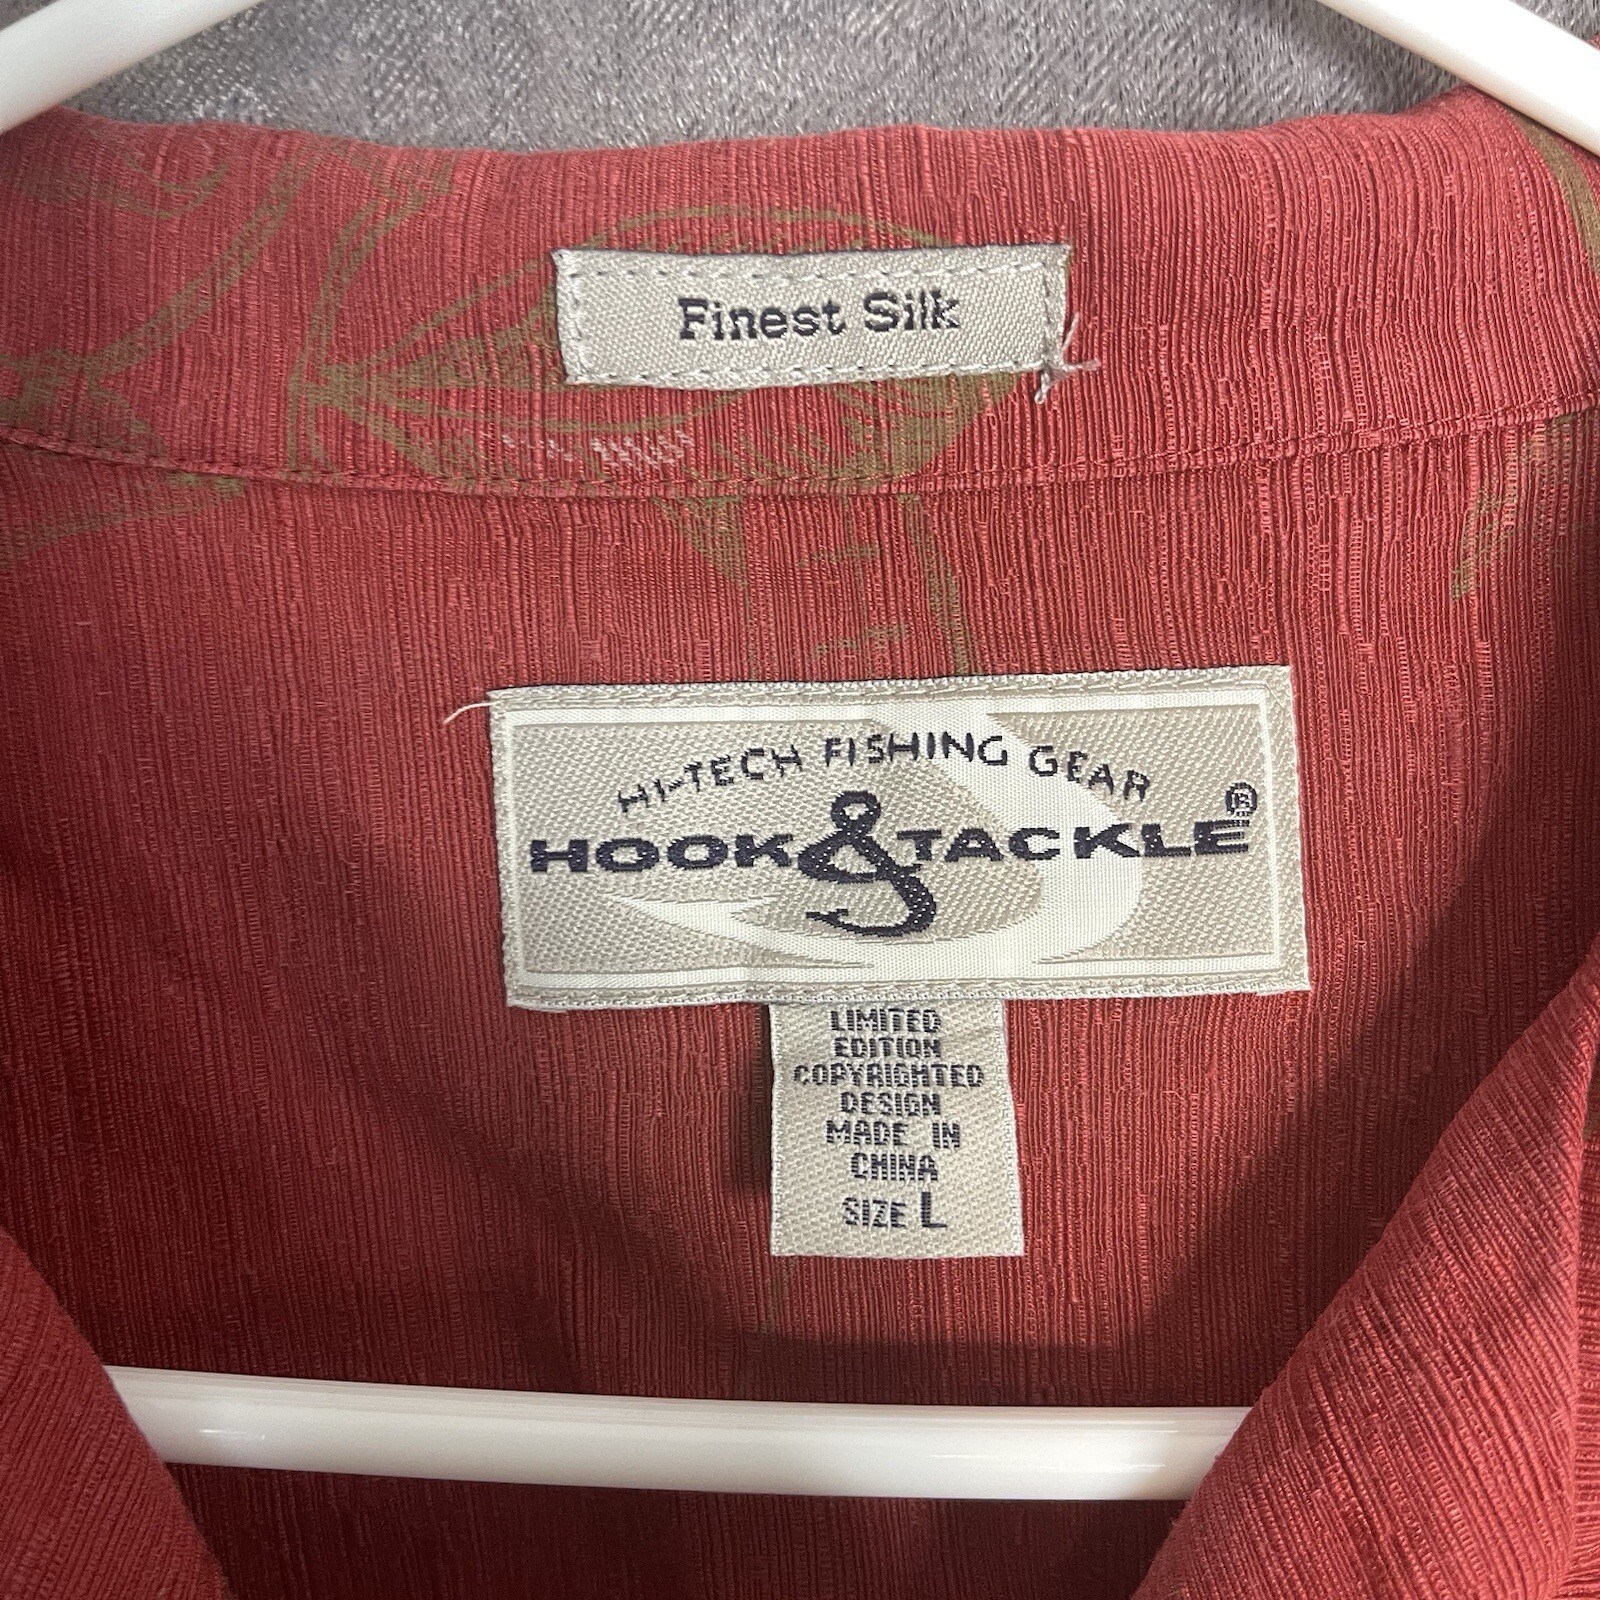 Finest Silk
HI-TECH FISHING GEAR
HOOK & TACKLE ®
LIMITED
EDITION
COPYRIGHTED
DESIGN
MADE IN
CHINA
SIZE L